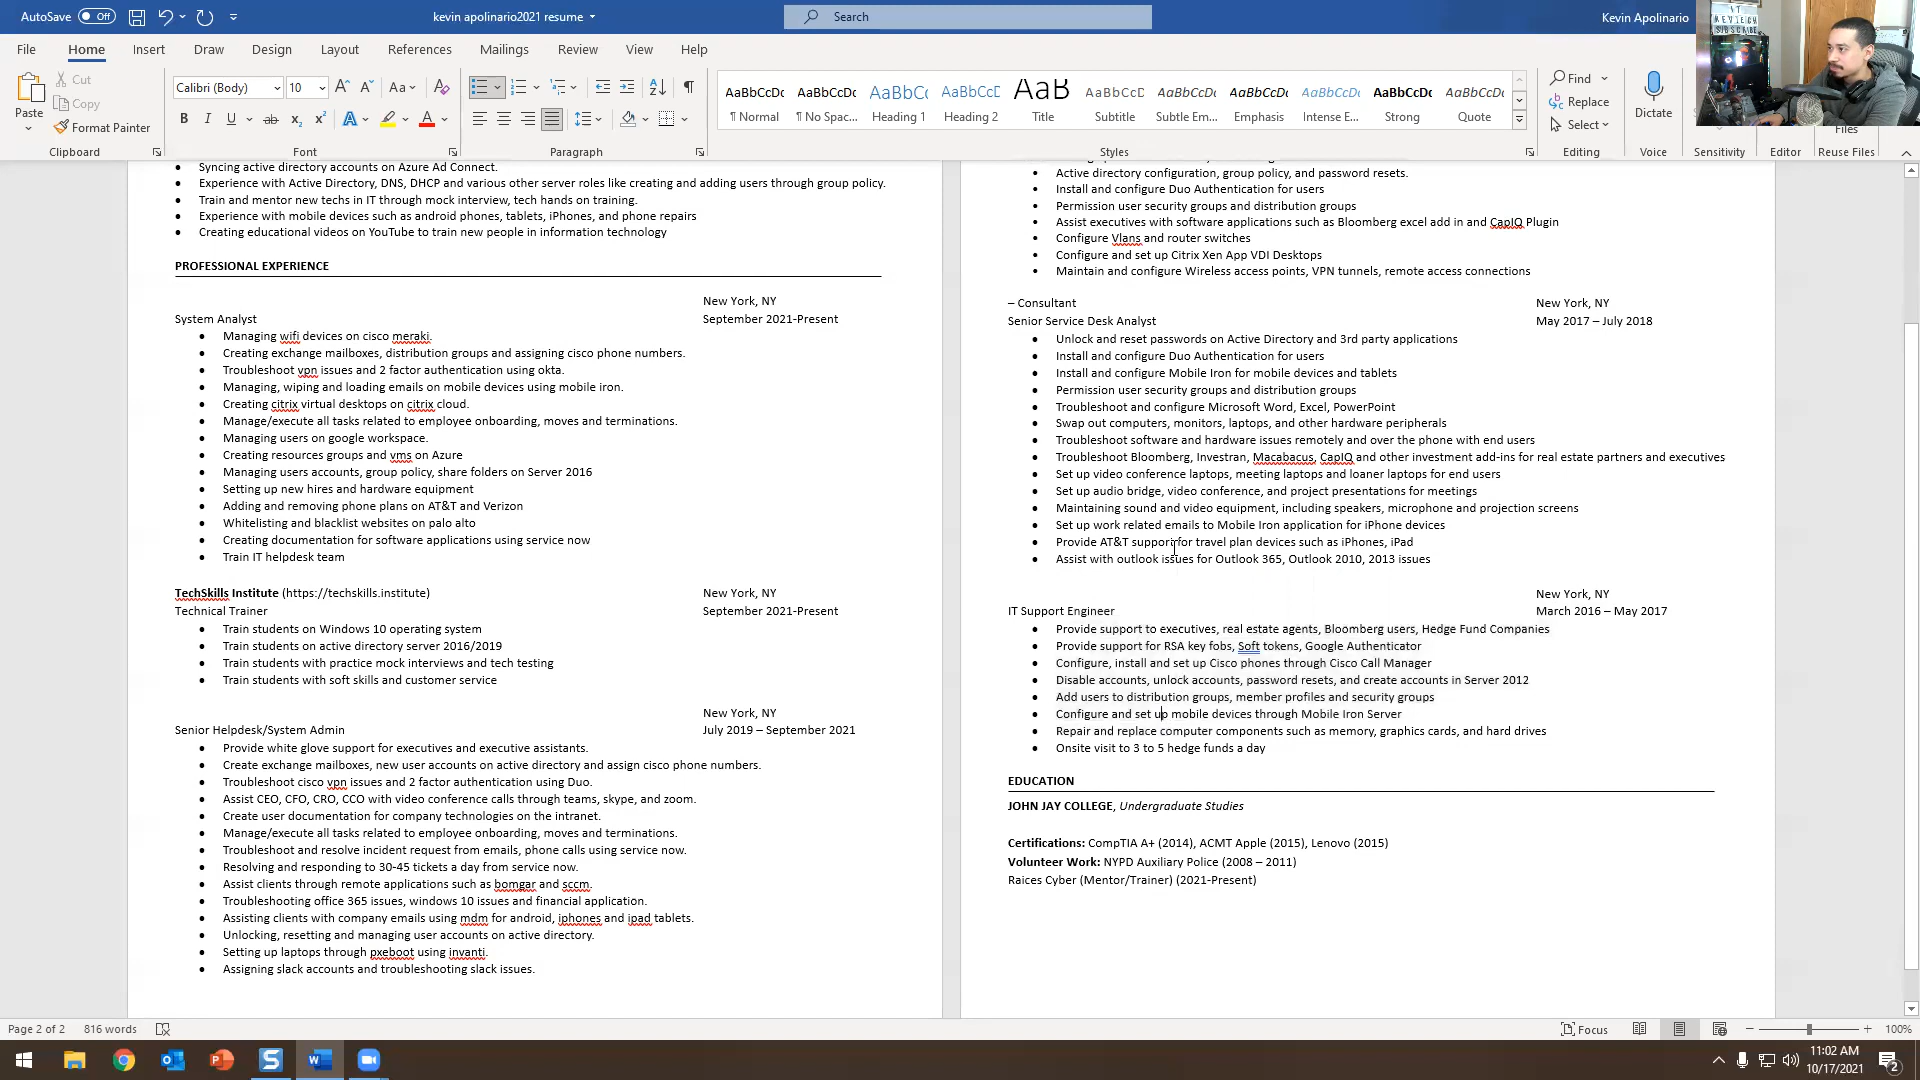 AutoSave Off
kevin apolinario2021 resume
Search
Kevin Apolinario
File Home Insert Draw Design Layout References Mailings Review View Help
Paste
Cut
Copy
Format Painter
Clipboard
Calibri (Body) 10
Font
Paragraph
AaBbCcDc AaBbCcDc AaBbCc AaBbCcD AaB AaBbCcD AaBbCcDc AaBbCcDc AaBbCcDc AaBbCcDc AaBbCcDc
¶ Normal ¶ No Spac... Heading 1 Heading 2 Title Subtitle Subtle Em... Emphasis Intense E... Strong Quote
Styles
Find
Replace
Select
Editing
Dictate
Voice
Sensitivity
Editor
Files
Reuse Files
IT
KEVTECH
SUBSCRIBE
• Syncing active directory accounts on Azure Ad Connect.
• Experience with Active Directory, DNS, DHCP and various other server roles like creating and adding users through group policy.
• Train and mentor new techs in IT through mock interview, tech hands on training.
• Experience with mobile devices such as android phones, tablets, iPhones, and phone repairs
• Creating educational videos on YouTube to train new people in information technology
PROFESSIONAL EXPERIENCE
New York, NY
System Analyst September 2021-Present
• Managing wifi devices on cisco meraki.
• Creating exchange mailboxes, distribution groups and assigning cisco phone numbers.
• Troubleshoot vpn issues and 2 factor authentication using okta.
• Managing, wiping and loading emails on mobile devices using mobile iron.
• Creating citrix virtual desktops on citrix cloud.
• Manage/execute all tasks related to employee onboarding, moves and terminations.
• Managing users on google workspace.
• Creating resources groups and vms on Azure
• Managing users accounts, group policy, share folders on Server 2016
• Setting up new hires and hardware equipment
• Adding and removing phone plans on AT&T and Verizon
• Whitelisting and blacklist websites on palo alto
• Creating documentation for software applications using service now
• Train IT helpdesk team
TechSkills Institute (https://techskills.institute) New York, NY
Technical Trainer September 2021-Present
• Train students on Windows 10 operating system
• Train students on active directory server 2016/2019
• Train students with practice mock interviews and tech testing
• Train students with soft skills and customer service
New York, NY
Senior Helpdesk/System Admin July 2019 – September 2021
• Provide white glove support for executives and executive assistants.
• Create exchange mailboxes, new user accounts on active directory and assign cisco phone numbers.
• Troubleshoot cisco vpn issues and 2 factor authentication using Duo.
• Assist CEO, CFO, CRO, CCO with video conference calls through teams, skype, and zoom.
• Create user documentation for company technologies on the intranet.
• Manage/execute all tasks related to employee onboarding, moves and terminations.
• Troubleshoot and resolve incident request from emails, phone calls using service now.
• Resolving and responding to 30-45 tickets a day from service now.
• Assist clients through remote applications such as bomgar and sccm.
• Troubleshooting office 365 issues, windows 10 issues and financial application.
• Assisting clients with company emails using mdm for android, iphones and ipad tablets.
• Unlocking, resetting and managing user accounts on active directory.
• Setting up laptops through pxeboot using invanti.
• Assigning slack accounts and troubleshooting slack issues.
• Active directory configuration, group policy, and password resets.
• Install and configure Duo Authentication for users
• Permission user security groups and distribution groups
• Assist executives with software applications such as Bloomberg excel add in and CapIQ Plugin
• Configure Vlans and router switches
• Configure and set up Citrix Xen App VDI Desktops
• Maintain and configure Wireless access points, VPN tunnels, remote access connections
– Consultant New York, NY
Senior Service Desk Analyst May 2017 – July 2018
• Unlock and reset passwords on Active Directory and 3rd party applications
• Install and configure Duo Authentication for users
• Install and configure Mobile Iron for mobile devices and tablets
• Permission user security groups and distribution groups
• Troubleshoot and configure Microsoft Word, Excel, PowerPoint
• Swap out computers, monitors, laptops, and other hardware peripherals
• Troubleshoot software and hardware issues remotely and over the phone with end users
• Troubleshoot Bloomberg, Investran, Macabacus, CapIQ and other investment add-ins for real estate partners and executives
• Set up video conference laptops, meeting laptops and loaner laptops for end users
• Set up audio bridge, video conference, and project presentations for meetings
• Maintaining sound and video equipment, including speakers, microphone and projection screens
• Set up work related emails to Mobile Iron application for iPhone devices
• Provide AT&T support for travel plan devices such as iPhones, iPad
• Assist with outlook issues for Outlook 365, Outlook 2010, 2013 issues
New York, NY
IT Support Engineer March 2016 – May 2017
• Provide support to executives, real estate agents, Bloomberg users, Hedge Fund Companies
• Provide support for RSA key fobs, Soft tokens, Google Authenticator
• Configure, install and set up Cisco phones through Cisco Call Manager
• Disable accounts, unlock accounts, password resets, and create accounts in Server 2012
• Add users to distribution groups, member profiles and security groups
• Configure and set up mobile devices through Mobile Iron Server
• Repair and replace computer components such as memory, graphics cards, and hard drives
• Onsite visit to 3 to 5 hedge funds a day
EDUCATION
JOHN JAY COLLEGE, Undergraduate Studies
Certifications: CompTIA A+ (2014), ACMT Apple (2015), Lenovo (2015)
Volunteer Work: NYPD Auxiliary Police (2008 – 2011)
Raices Cyber (Mentor/Trainer) (2021-Present)
Page 2 of 2 816 words
Focus
100%
11:02 AM
10/17/2021
2